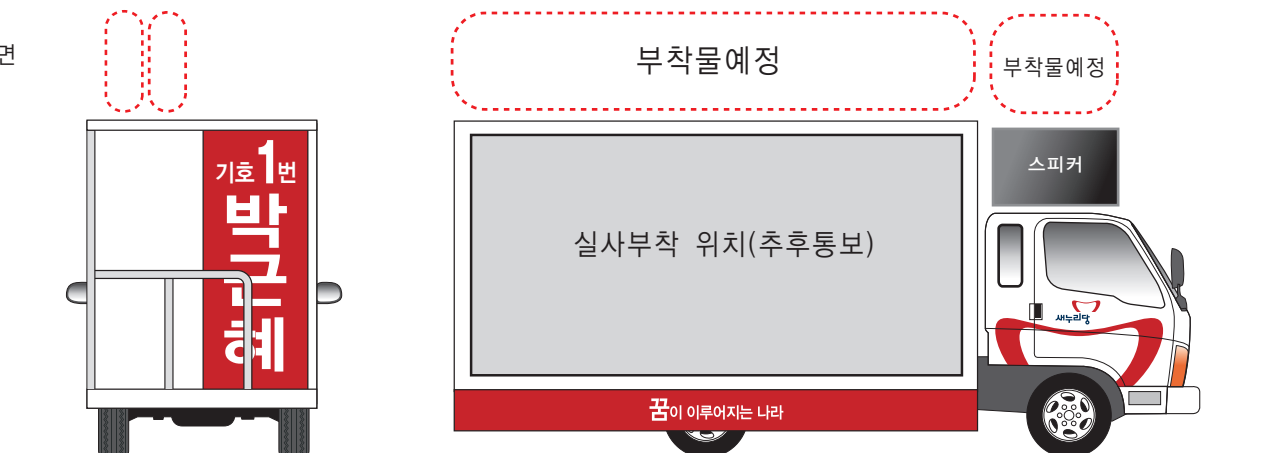 면
기호1번
박근혜
부착물예정
부착물예정
스피커
실사부착 위치(추후통보)
새누리당
꿈이 이루어지는 나라